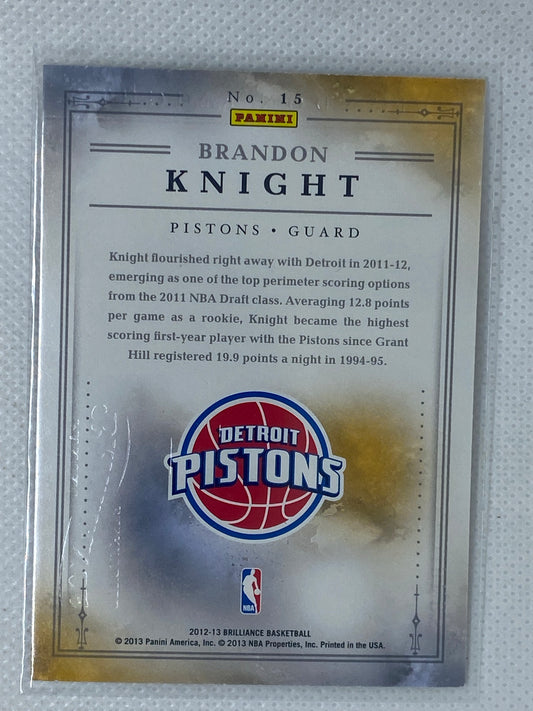 No. 15
PANINI
BRANDON
KNIGHT
PISTONS • GUARD
Knight flourished right away with Detroit in 2011-12,
emerging as one of the top perimeter scoring options
from the 2011 NBA Draft class. Averaging 12.8 points
per game as a rookie, Knight became the highest
scoring first-year player with the Pistons since Grant
Hill registered 19.9 points a night in 1994-95.
DETROIT
PISTONS
NBA
2012-13 BRILLIANCE BASKETBALL
© 2013 Panini America, Inc. © 2013 NBA Properties, Inc. Printed in the USA.